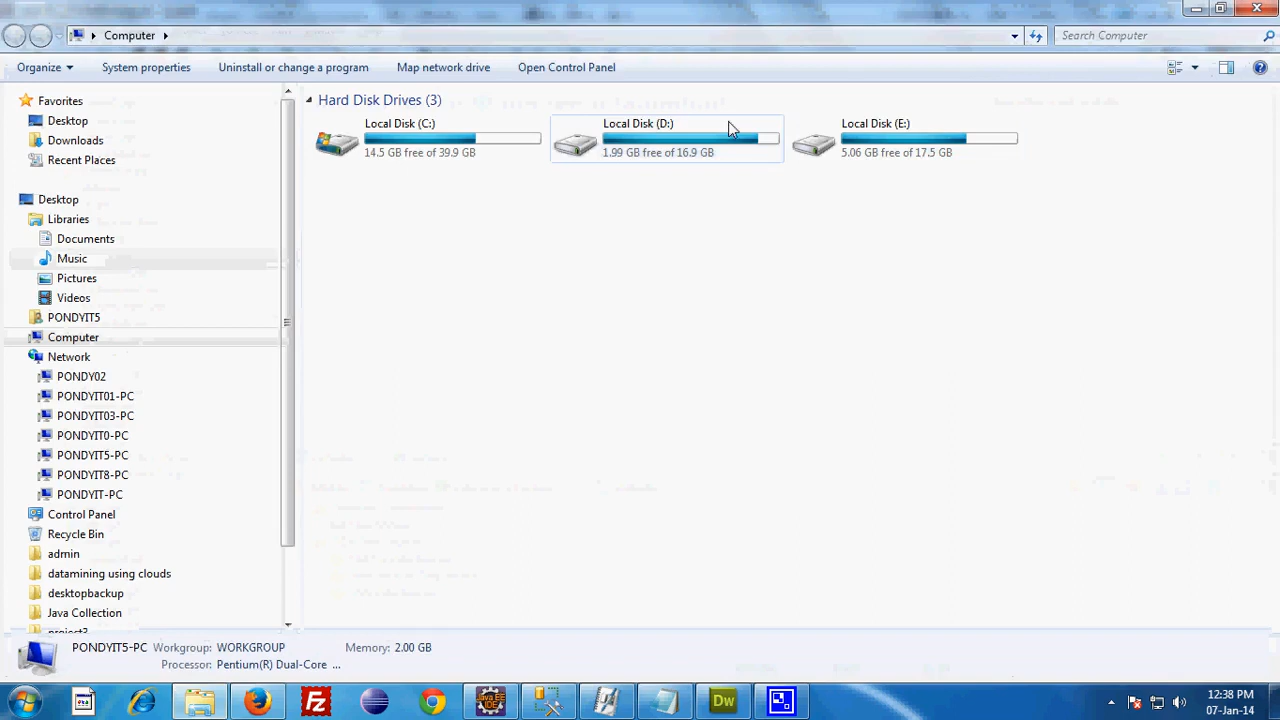 Computer
Search Computer
Organize
System properties
Uninstall or change a program
Map network drive
Open Control Panel
Favorites
Desktop
Downloads
Recent Places
Desktop
Libraries
Documents
Music
Pictures
Videos
PONDYIT5
Computer
Network
PONDY02
PONDYIT01-PC
PONDYIT03-PC
PONDYIT0-PC
PONDYIT5-PC
PONDYIT8-PC
PONDYIT-PC
Control Panel
Recycle Bin
admin
datamining using clouds
desktopbackup
Java Collection
project3
Hard Disk Drives (3)
Local Disk (C:)
14.5 GB free of 39.9 GB
Local Disk (D:)
1.99 GB free of 16.9 GB
Local Disk (E:)
5.06 GB free of 17.5 GB
PONDYIT5-PC Workgroup: WORKGROUP Memory: 2.00 GB
Processor: Pentium(R) Dual-Core ...
Fz
Java EE
IDE
Dw
12:38 PM
07-Jan-14